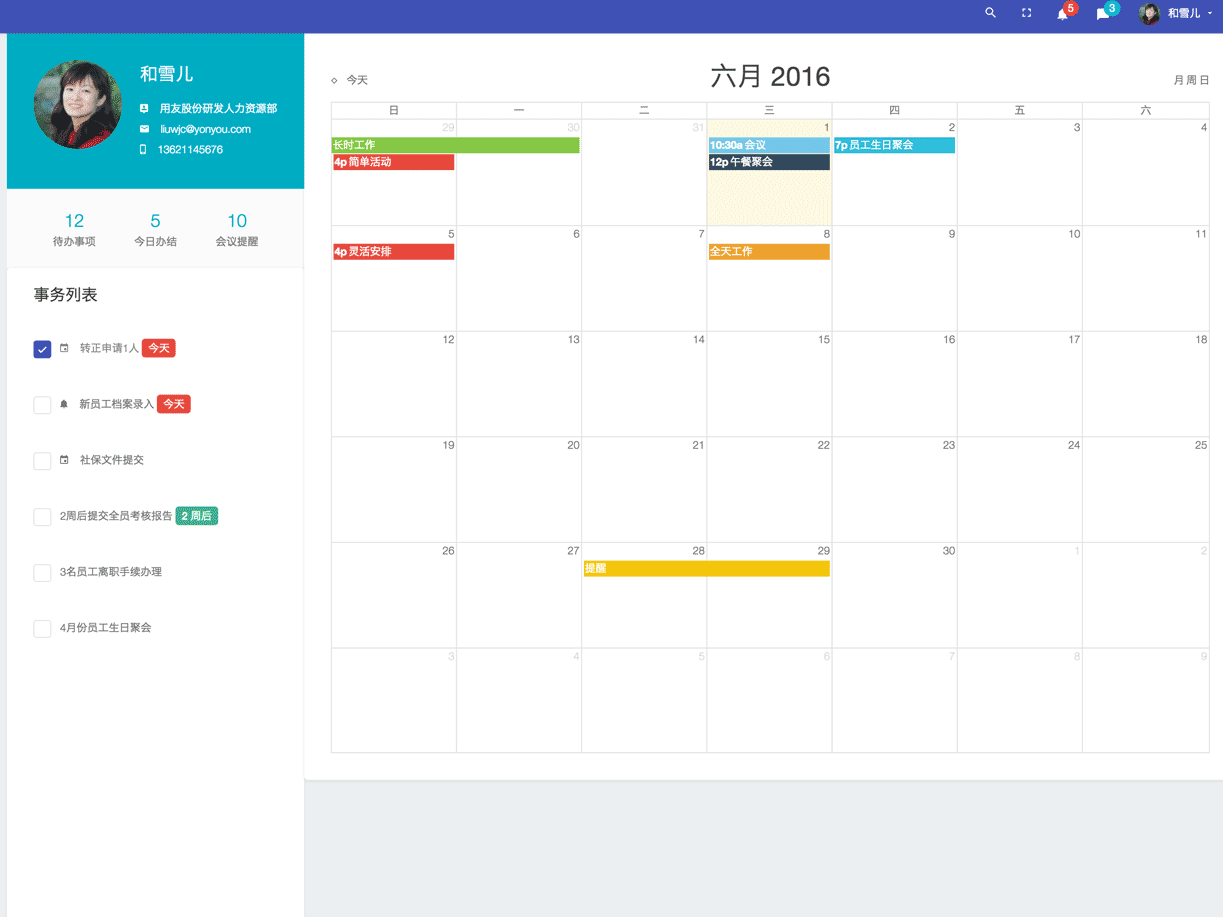 5
3
和雪儿
和雪儿
用友股份研发人力资源部
liuwjc@yonyou.com
13621145676
12 5 10
待办事项 今日办结 会议提醒
事务列表
转正申请1人 今天
新员工档案录入 今天
社保文件提交
2周后提交全员考核报告 2 周后
3名员工离职手续办理
4月份员工生日聚会
今天
六月 2016
月 周 日
日 一 二 三 四 五 六
29 30 31 1 2 3 4
长时工作 10:30a 会议 7p 员工生日聚会
4p 简单活动 12p 午餐聚会
5 6 7 8 9 10 11
4p 灵活安排 全天工作
12 13 14 15 16 17 18
19 20 21 22 23 24 25
26 27 28 29 30 1 2
提醒
3 4 5 6 7 8 9